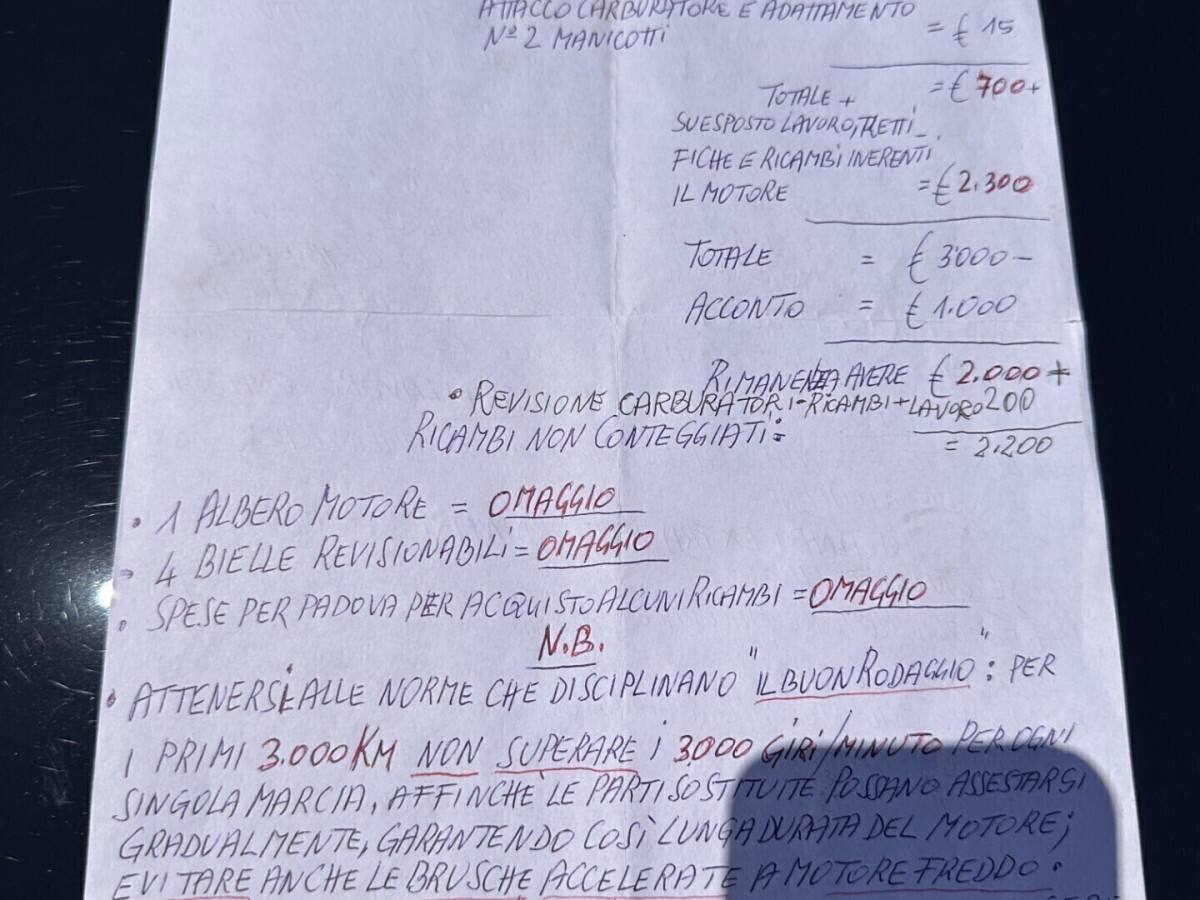 ATTACCO CARBURATORE E ADATTAMENTO
Nº 2 MANICOTTI = € 15
TOTALE + = € 700+
SUESPOSTO LAVORO, RETTI_
FICHE E RICAMBI INERENTI
IL MOTORE = € 2.300
TOTALE = € 3000 -
ACCONTO = € 1.000
RIMANENZA AVERE € 2.000 +
• REVISIONE CARBURATORI - RICAMBI + LAVORO 200
RICAMBI NON CONTEGGIATI: = 2.200
• 1 ALBERO MOTORE = OMAGGIO
• 4 BIELLE REVISIONABILI = OMAGGIO
• SPESE PER PADOVA PER ACQUISTO ALCUNI RICAMBI = OMAGGIO
N.B.
• ATTENERSI ALLE NORME CHE DISCIPLINANO "IL BUON RODAGGIO": PER
I PRIMI 3.000 KM NON SUPERARE I 3000 GIRI/MINUTO PER OGNI
SINGOLA MARCIA, AFFINCHÈ LE PARTI SOSTITUITE POSSANO ASSESTARSI
GRADUALMENTE, GARANTENDO COSÌ LUNGA DURATA DEL MOTORE;
EVITARE ANCHE LE BRUSCHE ACCELERATE A MOTORE FREDDO.